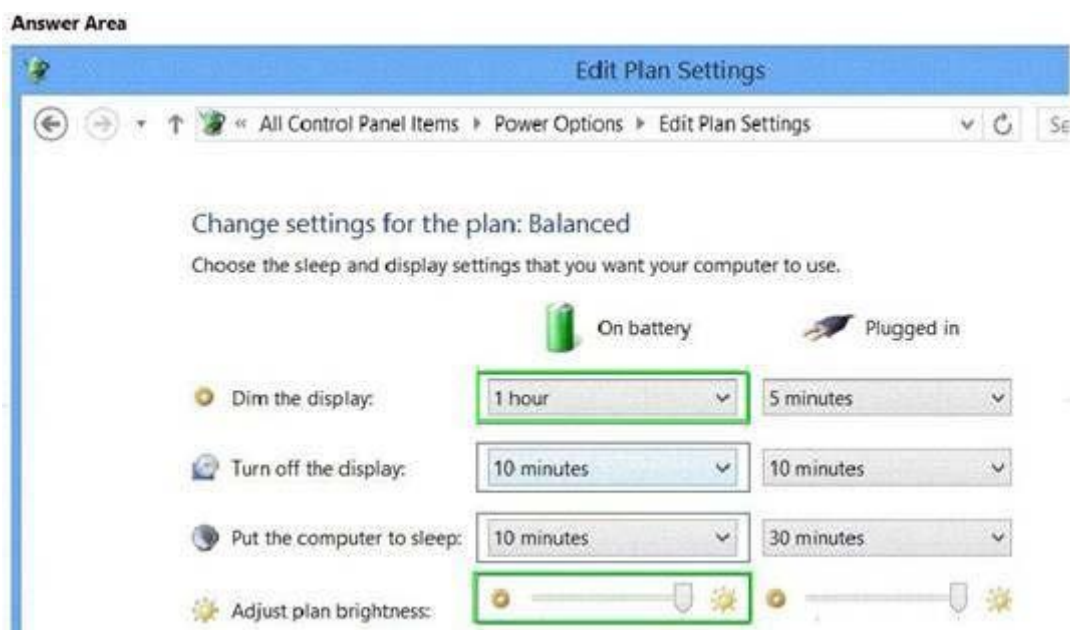 Answer Area
Edit Plan Settings
« All Control Panel Items Power Options Edit Plan Settings Se
Change settings for the plan: Balanced
Choose the sleep and display settings that you want your computer to use.
On battery Plugged in
Dim the display: 1 hour 5 minutes
Turn off the display: 10 minutes 10 minutes
Put the computer to sleep: 10 minutes 30 minutes
Adjust plan brightness: